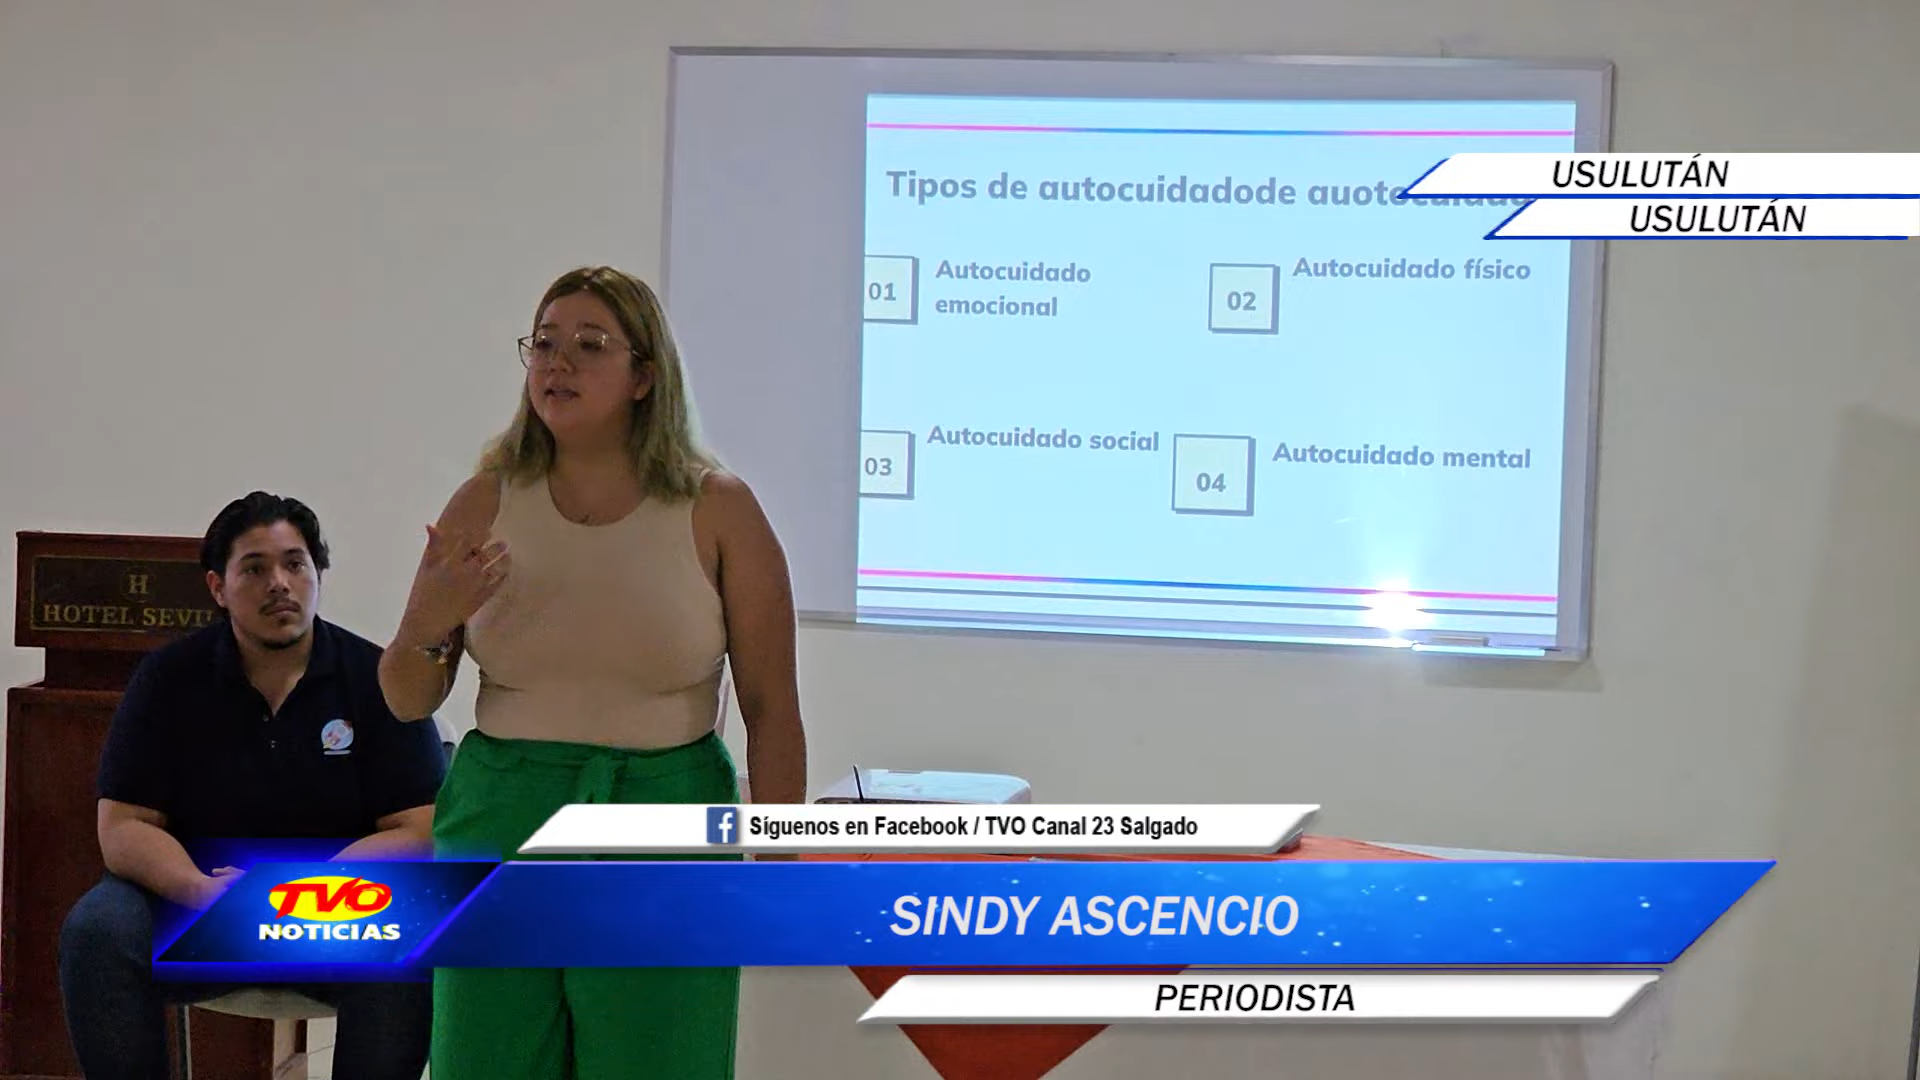 Tipos de autocuidadode auoto
USULUTÁN
USULUTÁN
01
Autocuidado
emocional
02
Autocuidado físico
03
Autocuidado social
04
Autocuidado mental
H
HOTEL SEVI
Síguenos en Facebook / TVO Canal 23 Salgado
TVO
NOTICIAS
SINDY ASCENCIO
PERIODISTA